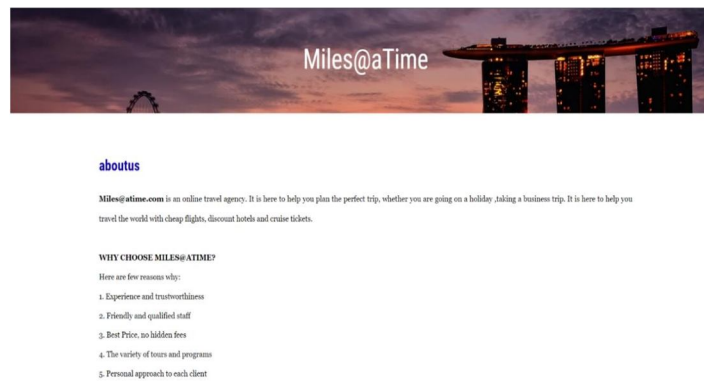 Miles@aTime
aboutus
Miles@atime.com is an online travel agency. It is here to help you plan the perfect trip, whether you are going on a holiday ,taking a business trip. It is here to help you
travel the world with cheap flights, discount hotels and cruise tickets.
WHY CHOOSE MILES@ATIME?
Here are few reasons why:
1. Experience and trustworthiness
2. Friendly and qualified staff
3. Best Price, no hidden fees
4. The variety of tours and programs
5. Personal approach to each client